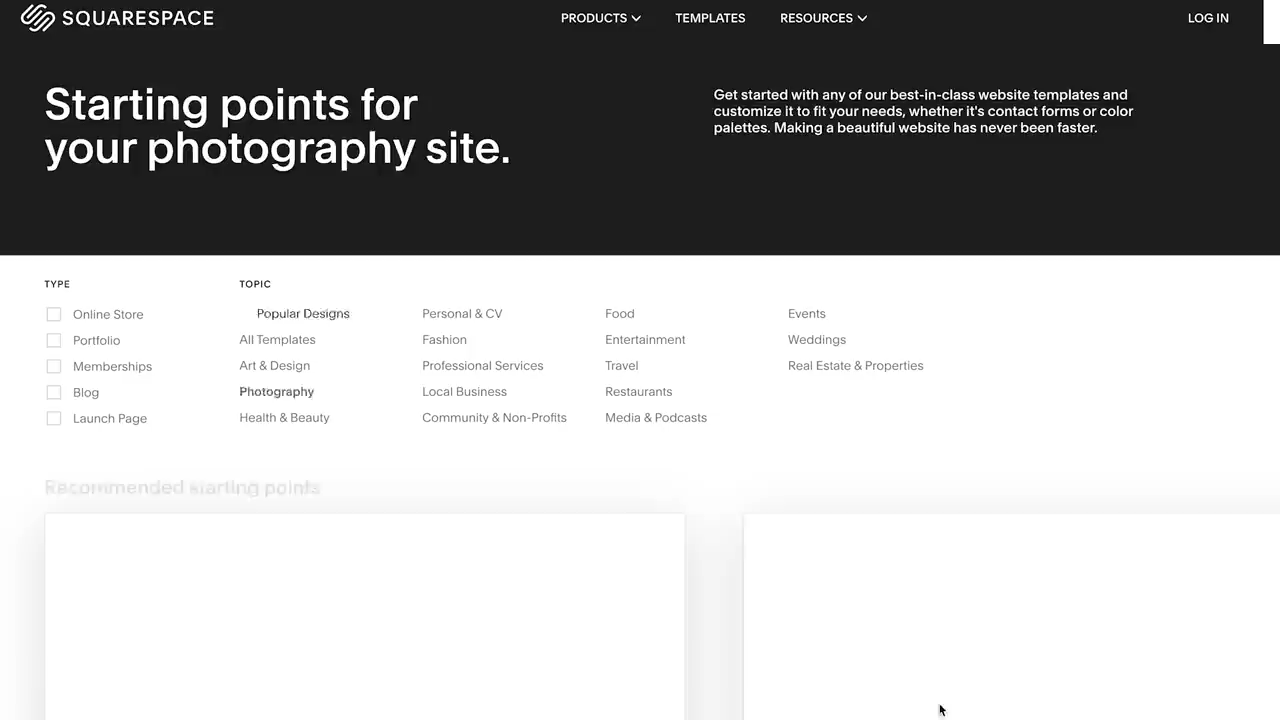 SQUARESPACE
PRODUCTS
TEMPLATES
RESOURCES
LOG IN
Starting points for
your photography site.
Get started with any of our best-in-class website templates and
customize it to fit your needs, whether it's contact forms or color
palettes. Making a beautiful website has never been faster.
TYPE
Online Store
Portfolio
Memberships
Blog
Launch Page
TOPIC
Popular Designs
All Templates
Art & Design
Photography
Health & Beauty
Personal & CV
Fashion
Professional Services
Local Business
Community & Non-Profits
Food
Entertainment
Travel
Restaurants
Media & Podcasts
Events
Weddings
Real Estate & Properties
Recommended starting points